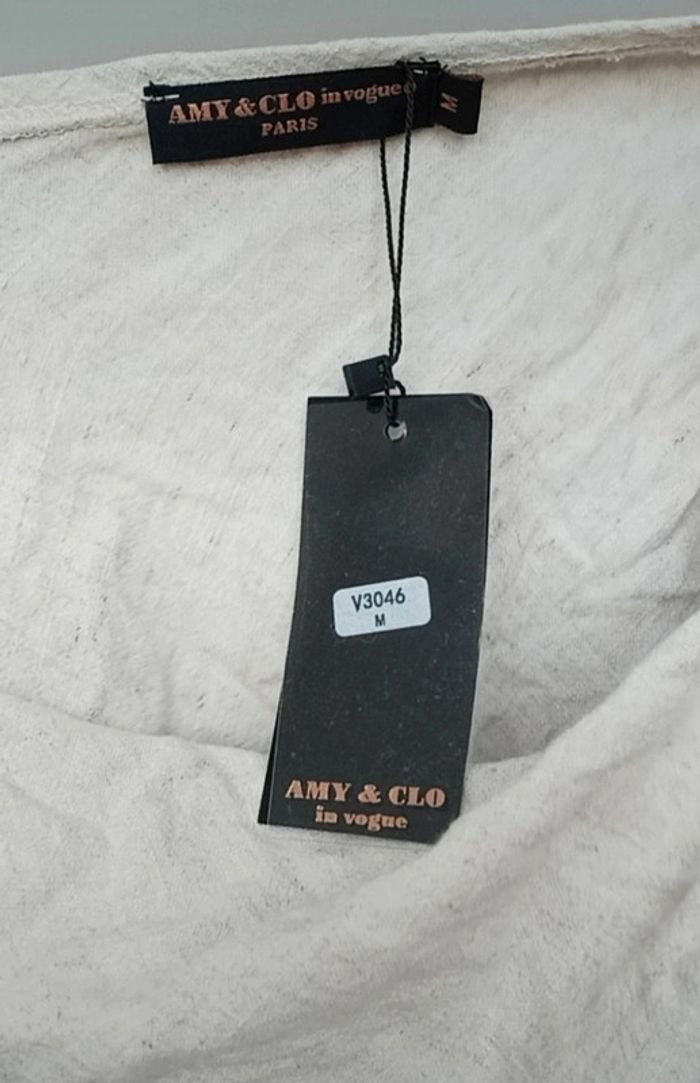 AMY & CLO in vogue
PARIS
M
V3046
M
AMY & CLO
in vogue